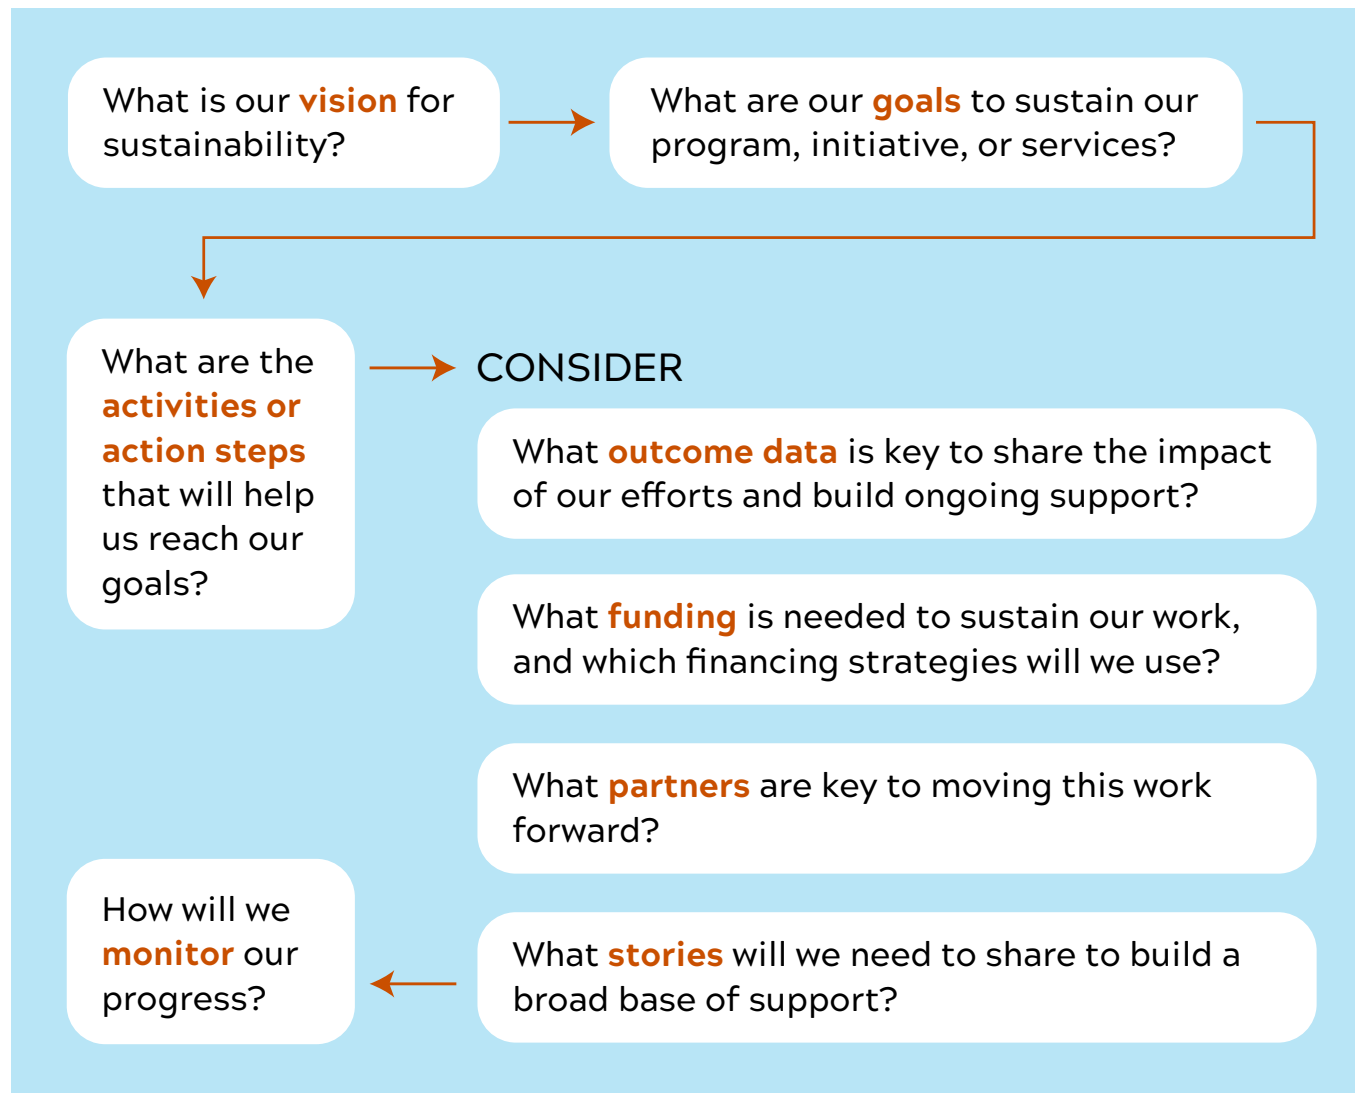 What is our vision for
sustainability?
What are our goals to sustain our
program, initiative, or services?
What are the
activities or
action steps
that will help
us reach our
goals?
CONSIDER
What outcome data is key to share the impact
of our efforts and build ongoing support?
What funding is needed to sustain our work,
and which financing strategies will we use?
What partners are key to moving this work
forward?
What stories will we need to share to build a
broad base of support?
How will we
monitor our
progress?